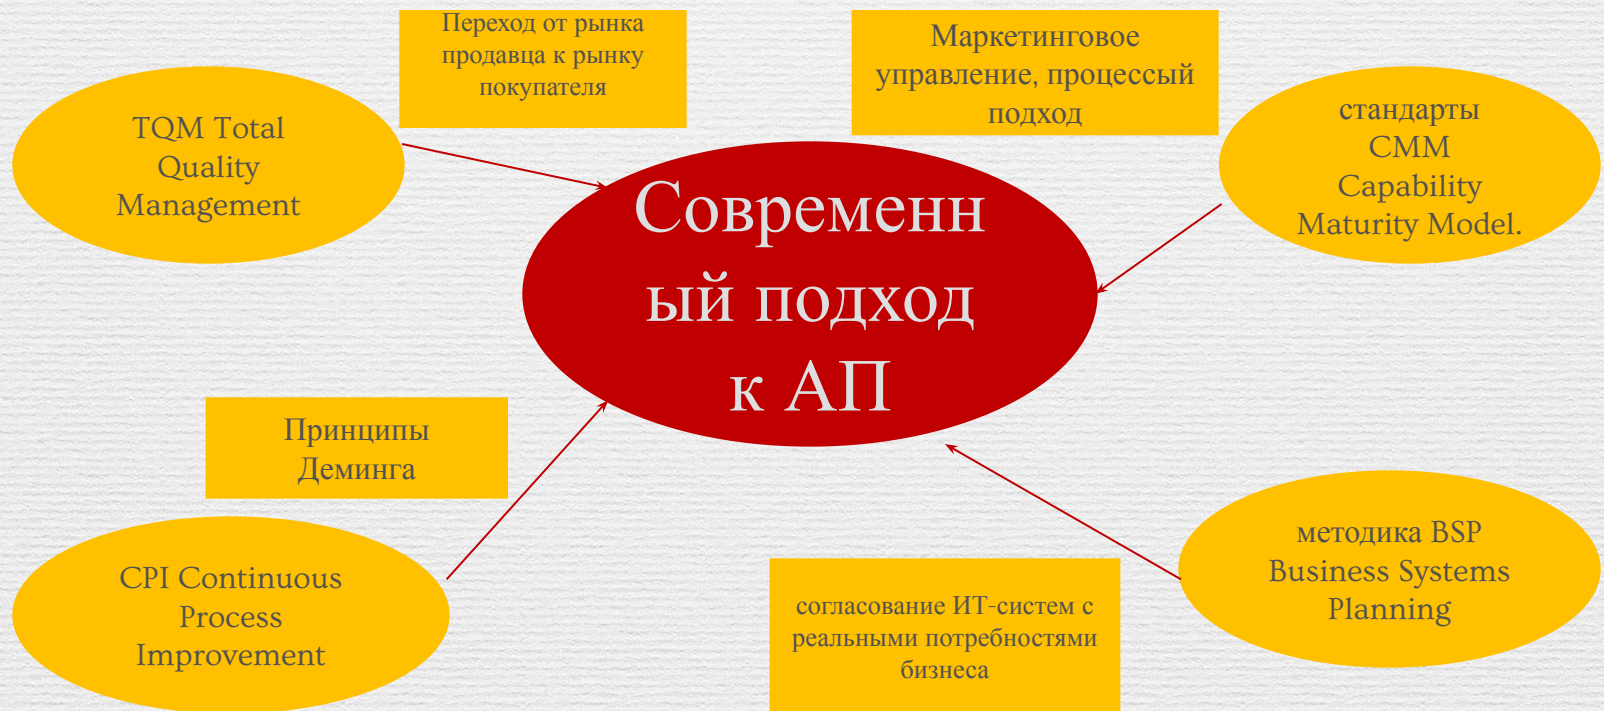 Переход от рынка
продавца к рынку
покупателя
Маркетинговое
управление, процессый
подход
TQM Total
Quality
Management
стандарты
CMM
Capability
Maturity Model.
Современн
ый подход
к АП
Принципы
Деминга
CPI Continuous
Process
Improvement
согласование ИТ-систем с
реальными потребностями
бизнеса
методика BSP
Business Systems
Planning